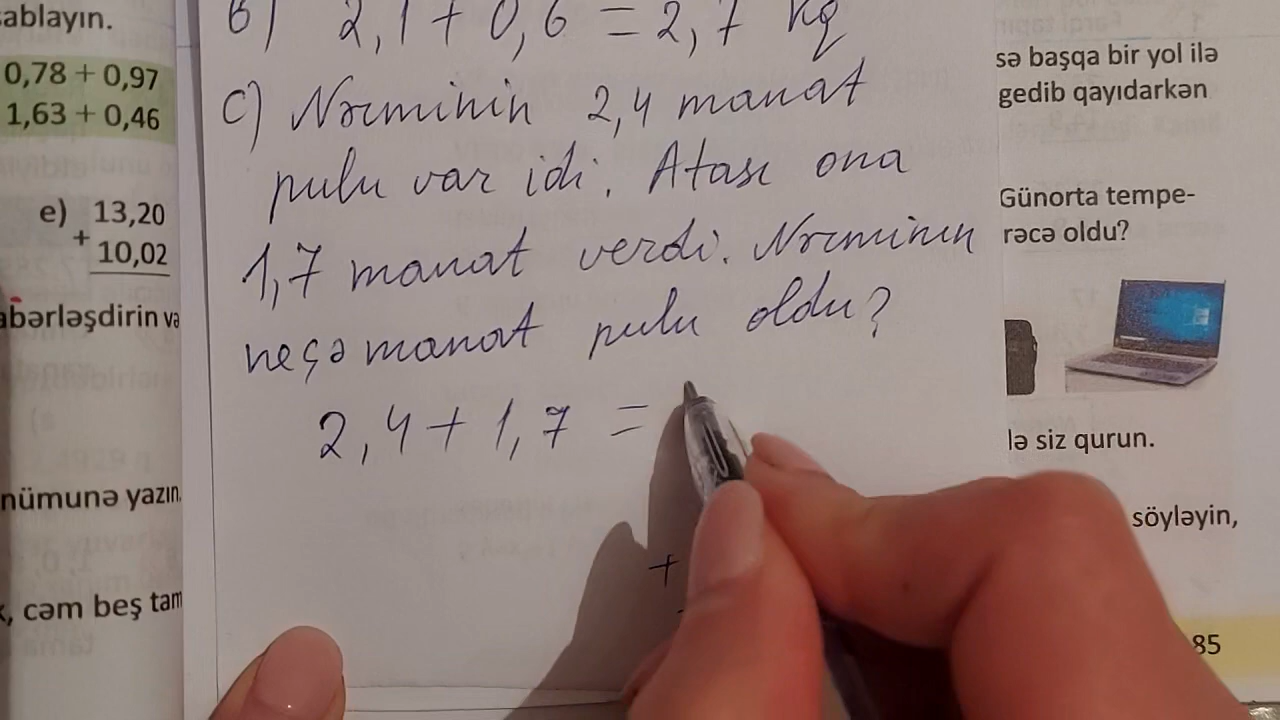 ablayın.
0,78 + 0,97
1,63 + 0,46
e) 13,20
+ 10,02
abərləşdirin və
nümunə yazın.
, cəm beş tam
b) 2,1 + 0,6 = 2,7 kq
c) Nərminin 2,4 manat
pulu var idi. Atası ona
1,7 manat verdi. Nərminin
neçə manat pulu oldu?
2,4 + 1,7 =
+
sə başqa bir yol ilə
gedib qayıdarkən
Günorta tempe-
rəcə oldu?
lə siz qurun.
söyləyin,
85